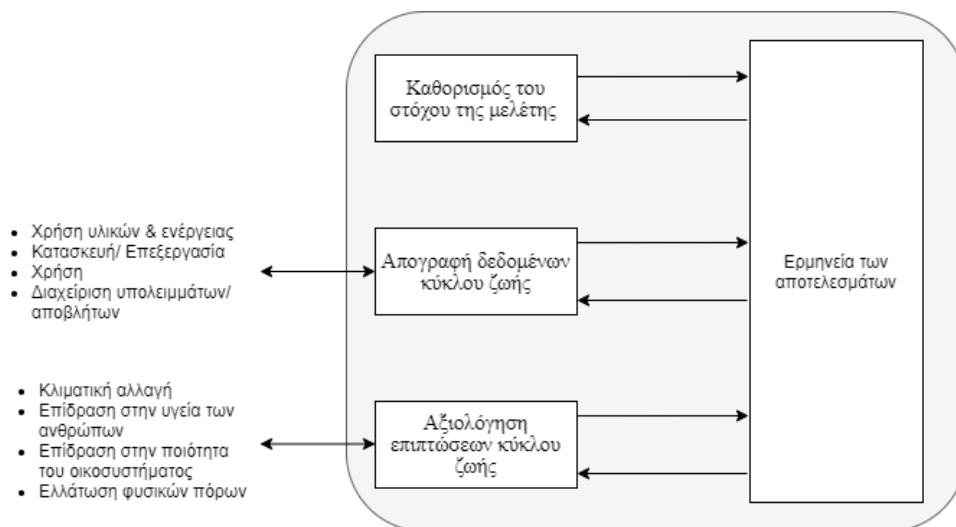 Καθορισμός του
στόχου της μελέτης
• Χρήση υλικών & ενέργειας
• Κατασκευή/ Επεξεργασία
• Χρήση
• Διαχείριση υπολειμμάτων/
αποβλήτων
Απογραφή δεδομένων
κύκλου ζωής
Ερμηνεία των
αποτελεσμάτων
• Κλιματική αλλαγή
• Επίδραση στην υγεία των
ανθρώπων
• Επίδραση στην ποιότητα
του οικοσυστήματος
• Ελλάτωση φυσικών πόρων
Αξιολόγηση
επιπτώσεων κύκλου
ζωής